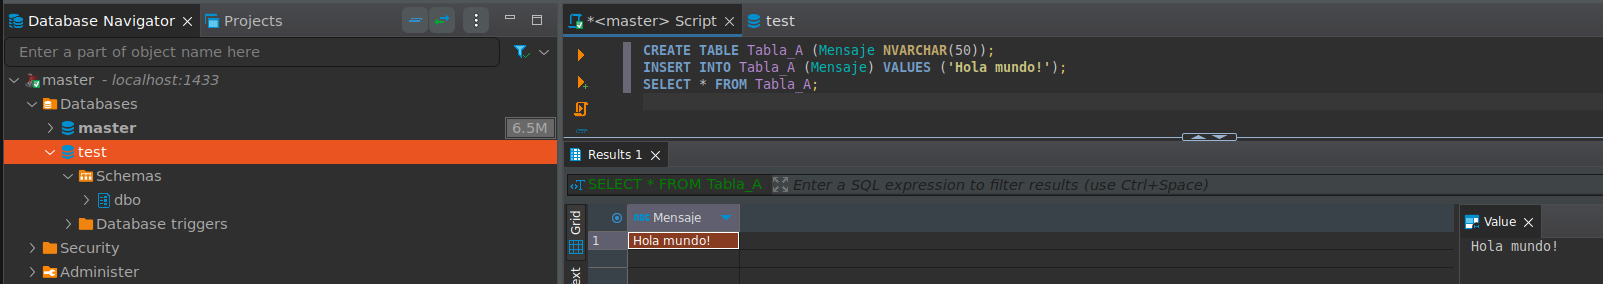 Database Navigator
Projects
Enter a part of object name here
master - localhost:1433
Databases
master
6.5M
test
Schemas
dbo
Database triggers
Security
Administer
*<master> Script
test
CREATE TABLE Tabla_A (Mensaje NVARCHAR(50));
INSERT INTO Tabla_A (Mensaje) VALUES ('Hola mundo!');
SELECT * FROM Tabla_A;
Results 1
SELECT * FROM Tabla_A
Enter a SQL expression to filter results (use Ctrl+Space)
Grid
ABC Mensaje
1
Hola mundo!
Value
Hola mundo!